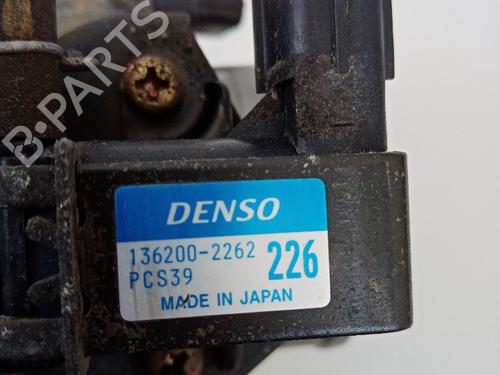 B-PARTS
DENSO
136200-2262 226
PCS39
MADE IN JAPAN